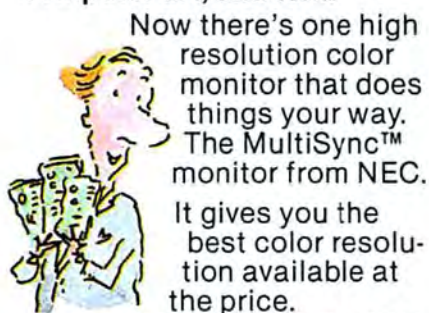 Now there's one high
resolution color
monitor that does
things your way.
The MultiSync™
monitor from NEC.
It gives you the
best color resolu-
tion available at
the price.